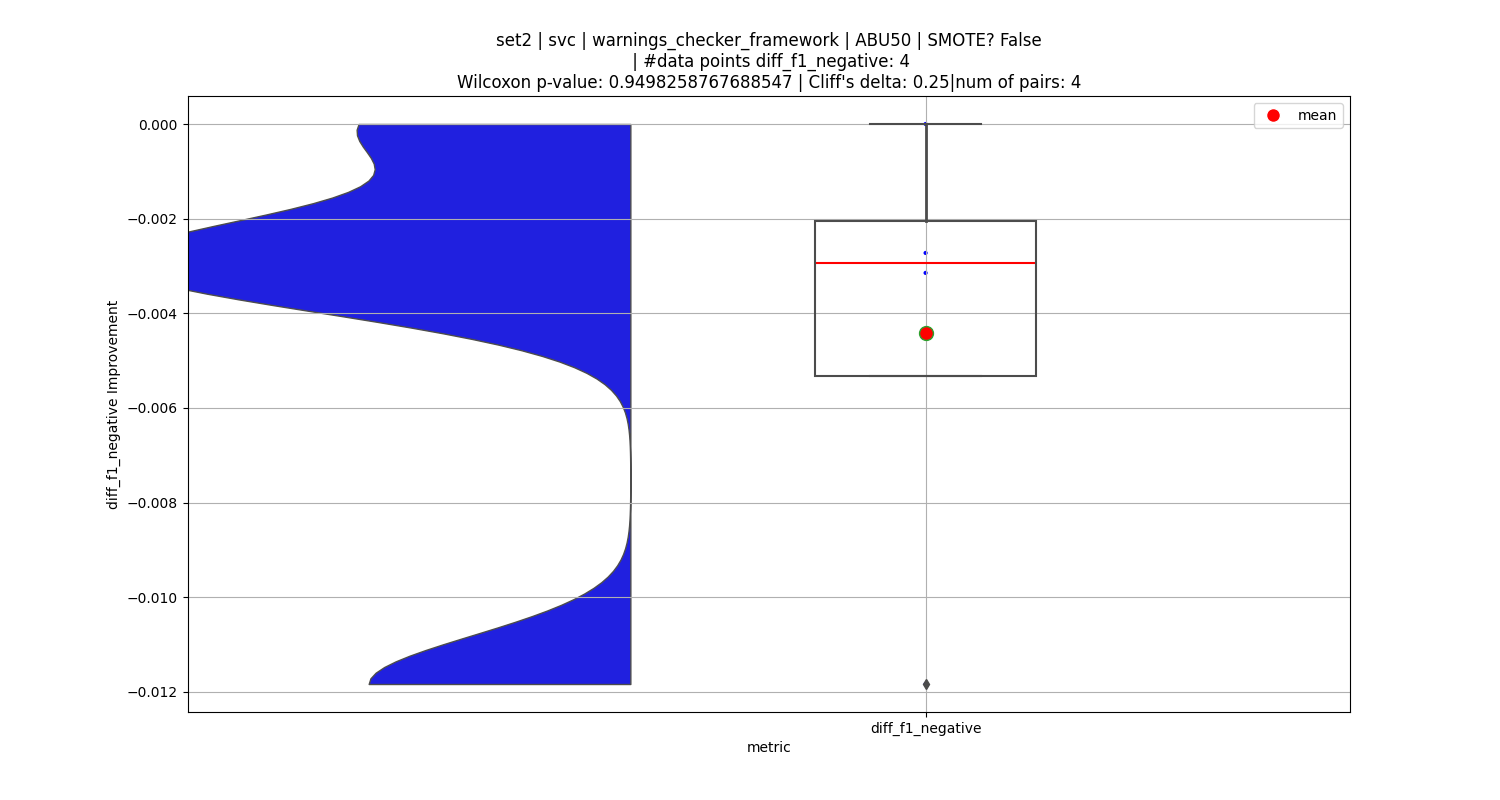 set2 | svc | warnings_checker_framework | ABU50 | SMOTE? False
| #data points diff_f1_negative: 4
Wilcoxon p-value: 0.9498258767688547 | Cliff's delta: 0.25|num of pairs: 4
mean
0.000
−0.002
−0.004
−0.006
−0.008
−0.010
−0.012
diff_f1_negative Improvement
diff_f1_negative
metric